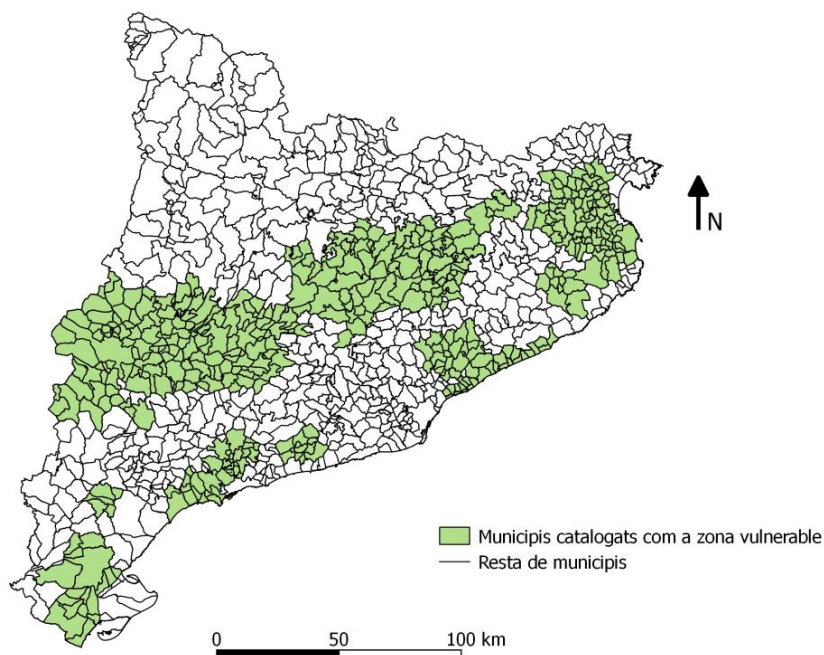 N
Municipis catalogats com a zona vulnerable
Resta de municipis
0 50 100 km